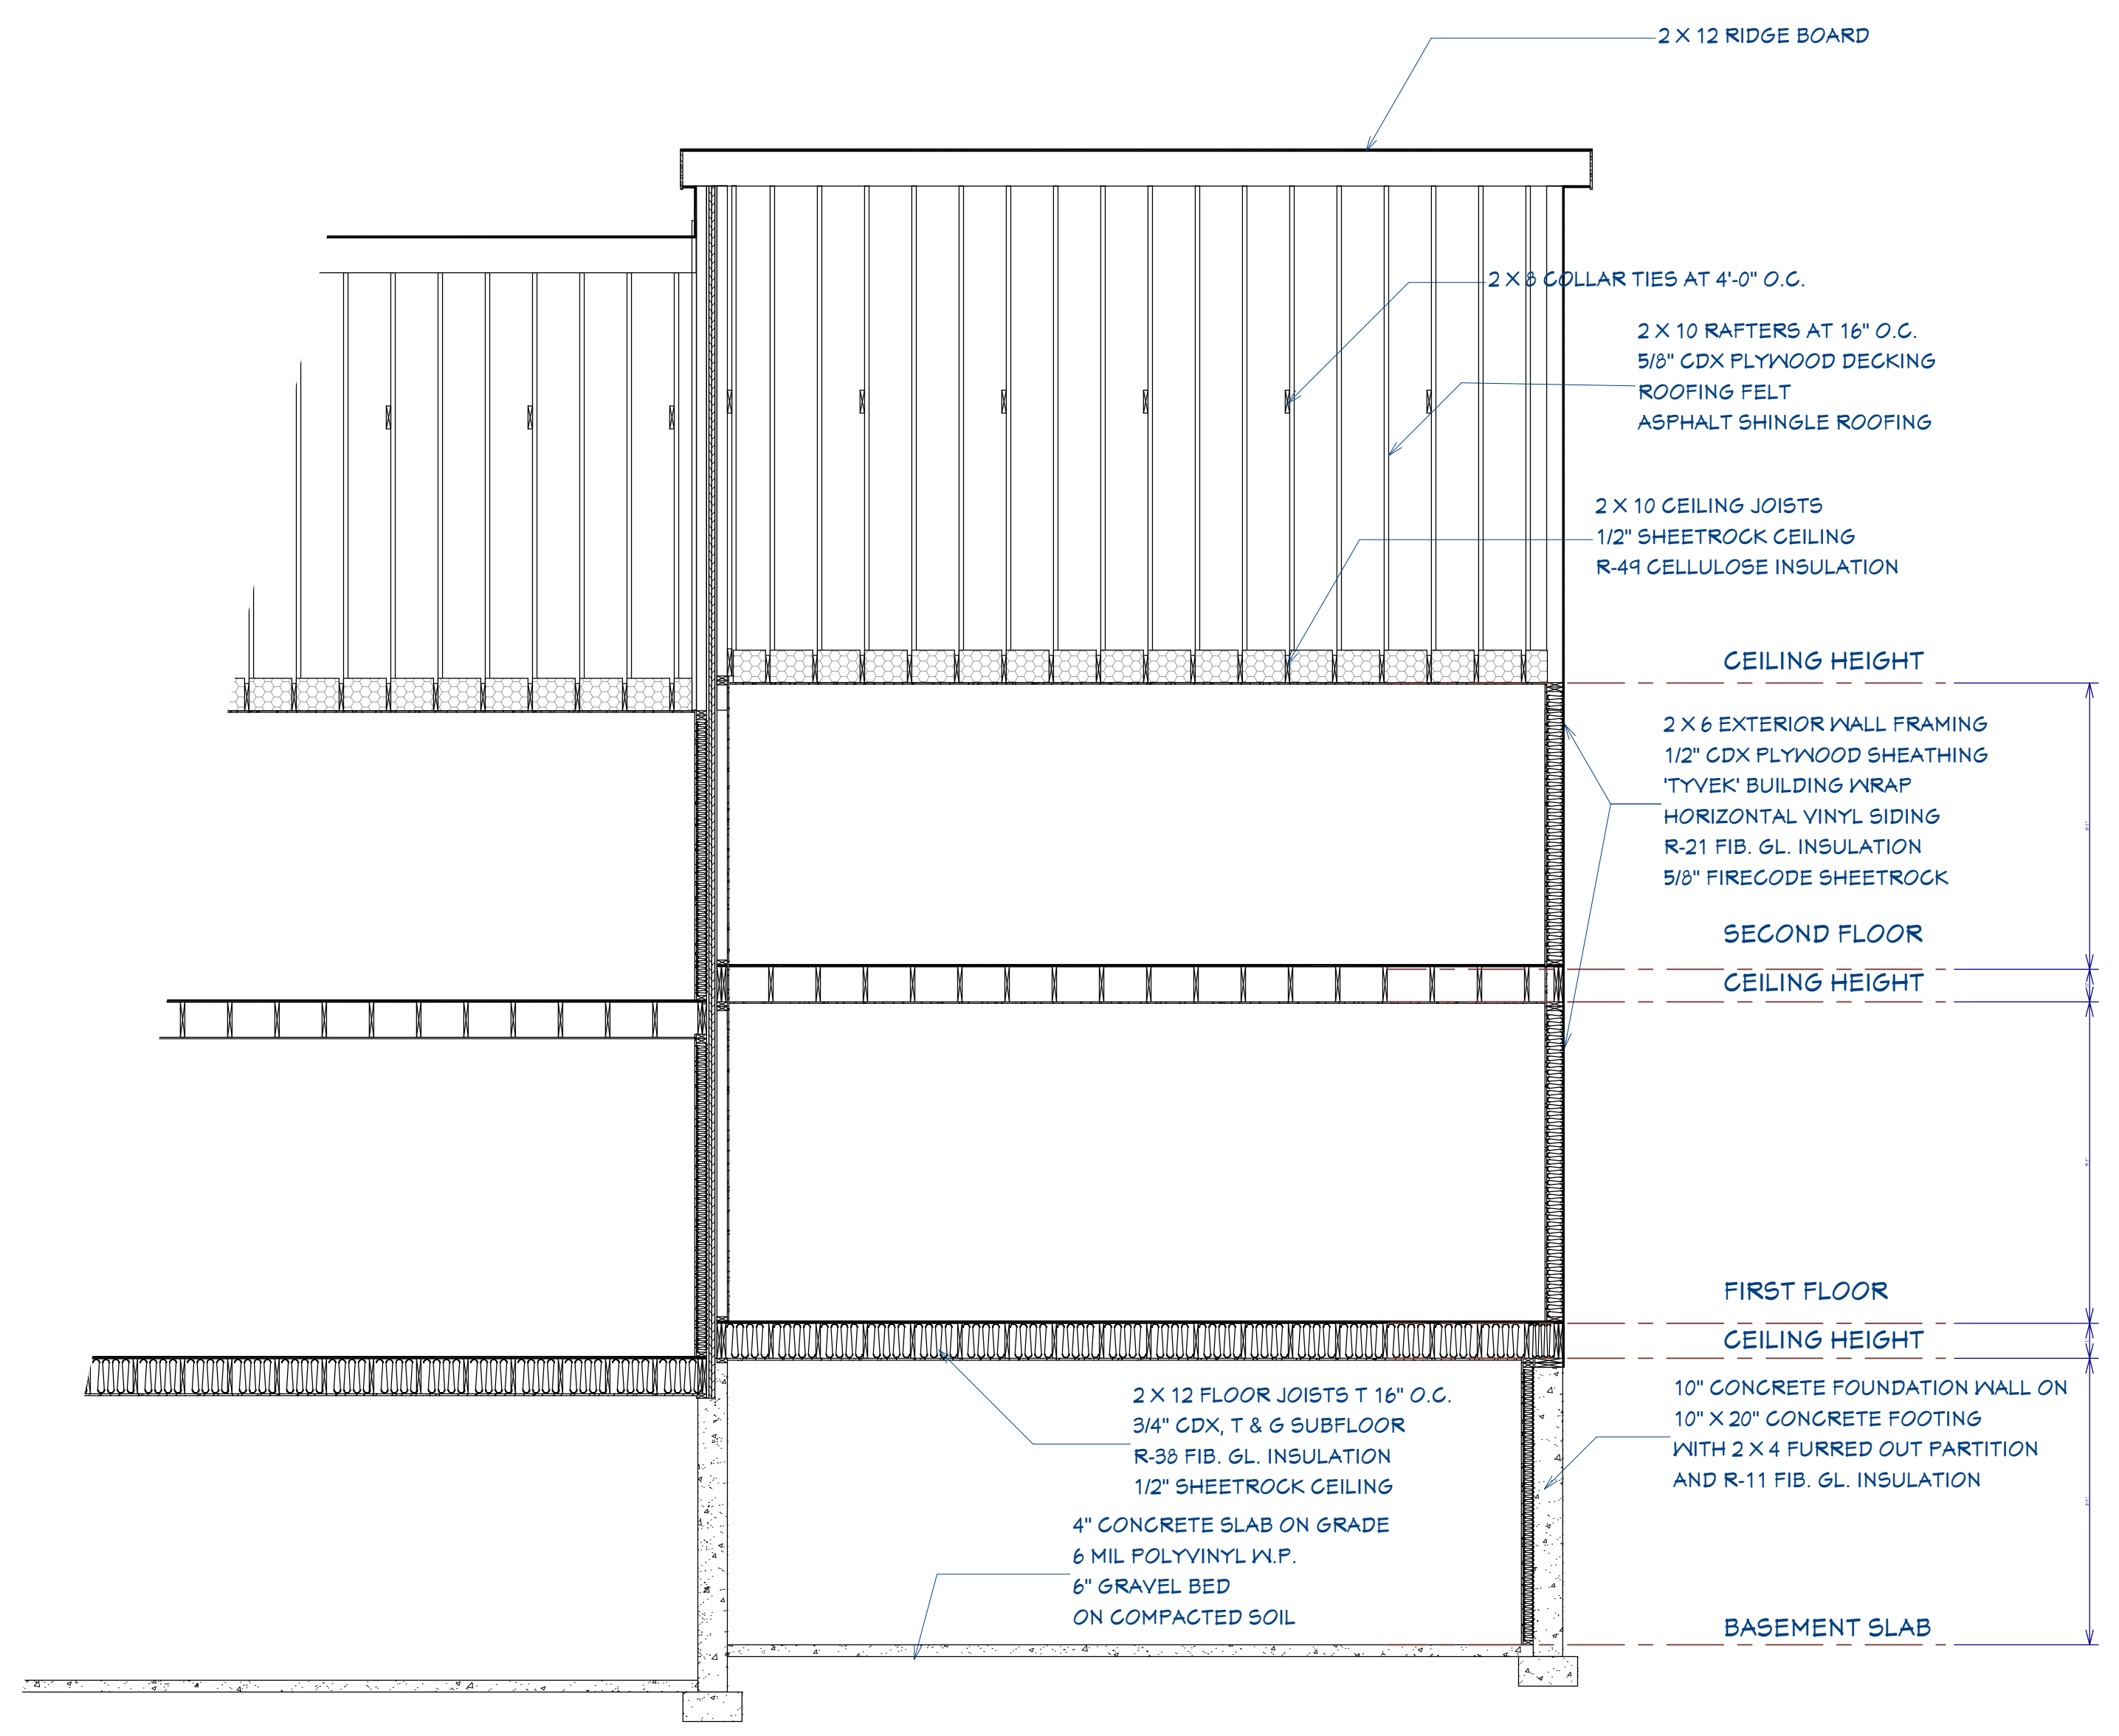 2 X 12 RIDGE BOARD
2 X 8 COLLAR TIES AT 4'-0" O.C.
2 X 10 RAFTERS AT 16" O.C.
5/8" CDX PLYWOOD DECKING
ROOFING FELT
ASPHALT SHINGLE ROOFING
2 X 10 CEILING JOISTS
1/2" SHEETROCK CEILING
R-49 CELLULOSE INSULATION
CEILING HEIGHT
2 X 6 EXTERIOR WALL FRAMING
1/2" CDX PLYWOOD SHEATHING
'TYVEK' BUILDING WRAP
HORIZONTAL VINYL SIDING
R-21 FIB. GL. INSULATION
5/8" FIRECODE SHEETROCK
SECOND FLOOR
CEILING HEIGHT
FIRST FLOOR
CEILING HEIGHT
10" CONCRETE FOUNDATION WALL ON
10" X 20" CONCRETE FOOTING
WITH 2 X 4 FURRED OUT PARTITION
AND R-11 FIB. GL. INSULATION
2 X 12 FLOOR JOISTS T 16" O.C.
3/4" CDX, T & G SUBFLOOR
R-38 FIB. GL. INSULATION
1/2" SHEETROCK CEILING
4" CONCRETE SLAB ON GRADE
6 MIL POLYVINYL W.P.
6" GRAVEL BED
ON COMPACTED SOIL
BASEMENT SLAB